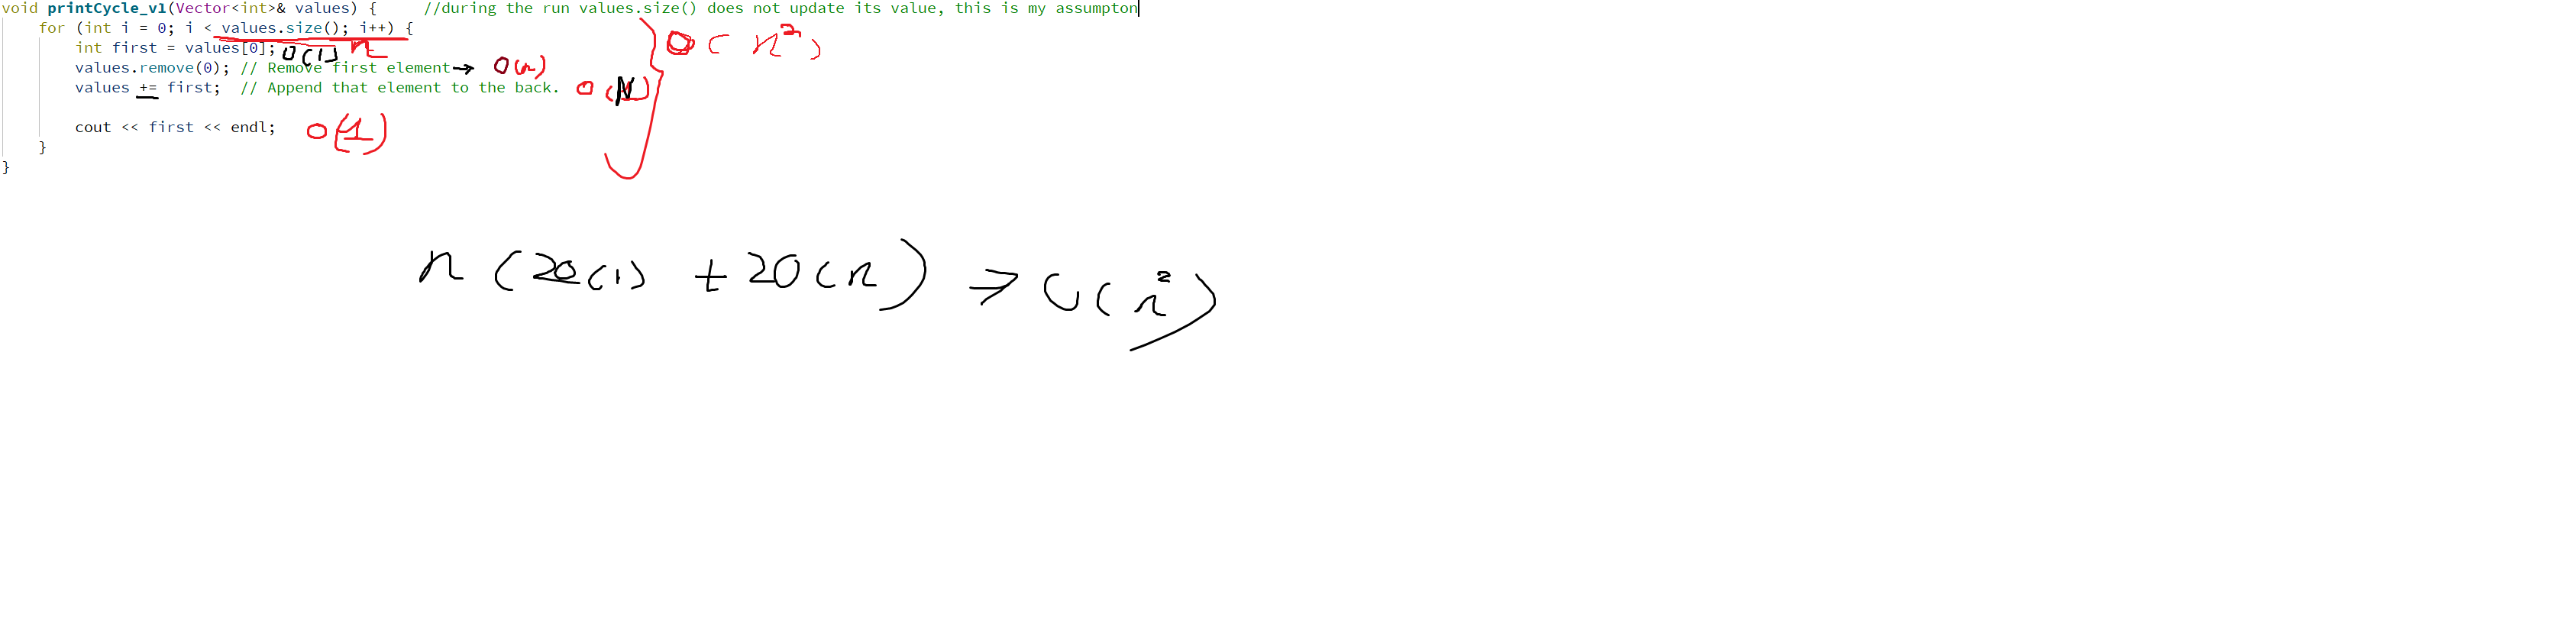 void printCycle_v1(Vector<int>& values) { //during the run values.size() does not update its value, this is my assumpton
for (int i = 0; i < values.size(); i++) { O(n²)
int first = values[0]; O(1) n
values.remove(0); // Remove first element → O(n)
values += first; // Append that element to the back. O(N)
cout << first << endl; O(1)
}
}
n (2O(1) + 2O(n) → O(n²)